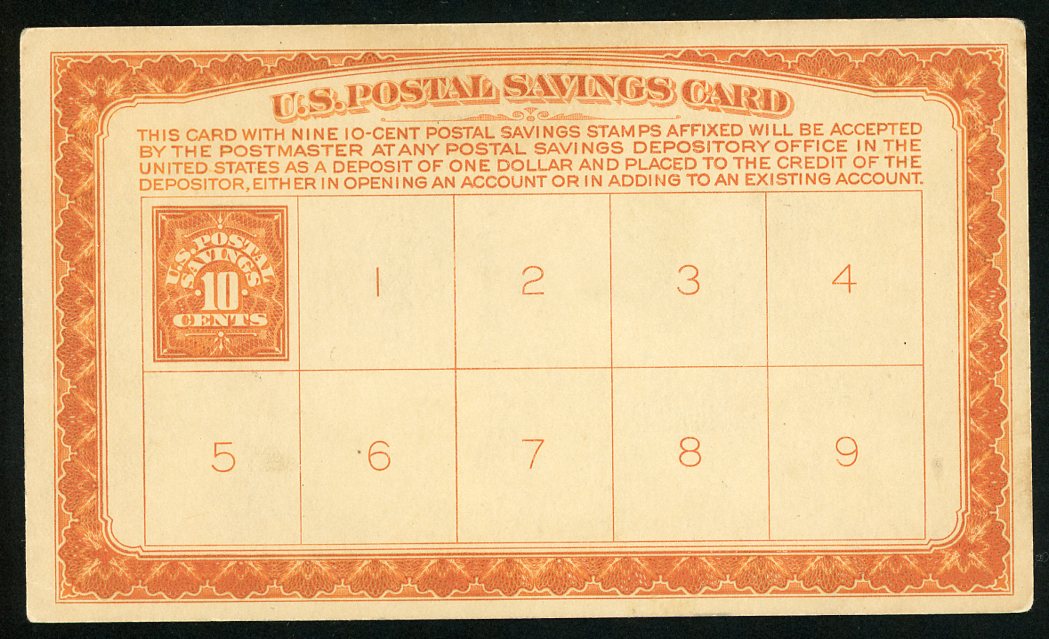 U.S. POSTAL SAVINGS CARD
THIS CARD WITH NINE 10-CENT POSTAL SAVINGS STAMPS AFFIXED WILL BE ACCEPTED
BY THE POSTMASTER AT ANY POSTAL SAVINGS DEPOSITORY OFFICE IN THE
UNITED STATES AS A DEPOSIT OF ONE DOLLAR AND PLACED TO THE CREDIT OF THE
DEPOSITOR, EITHER IN OPENING AN ACCOUNT OR IN ADDING TO AN EXISTING ACCOUNT.
U.S. POSTAL
SAVINGS
·10·
CENTS
1 2 3 4
5 6 7 8 9